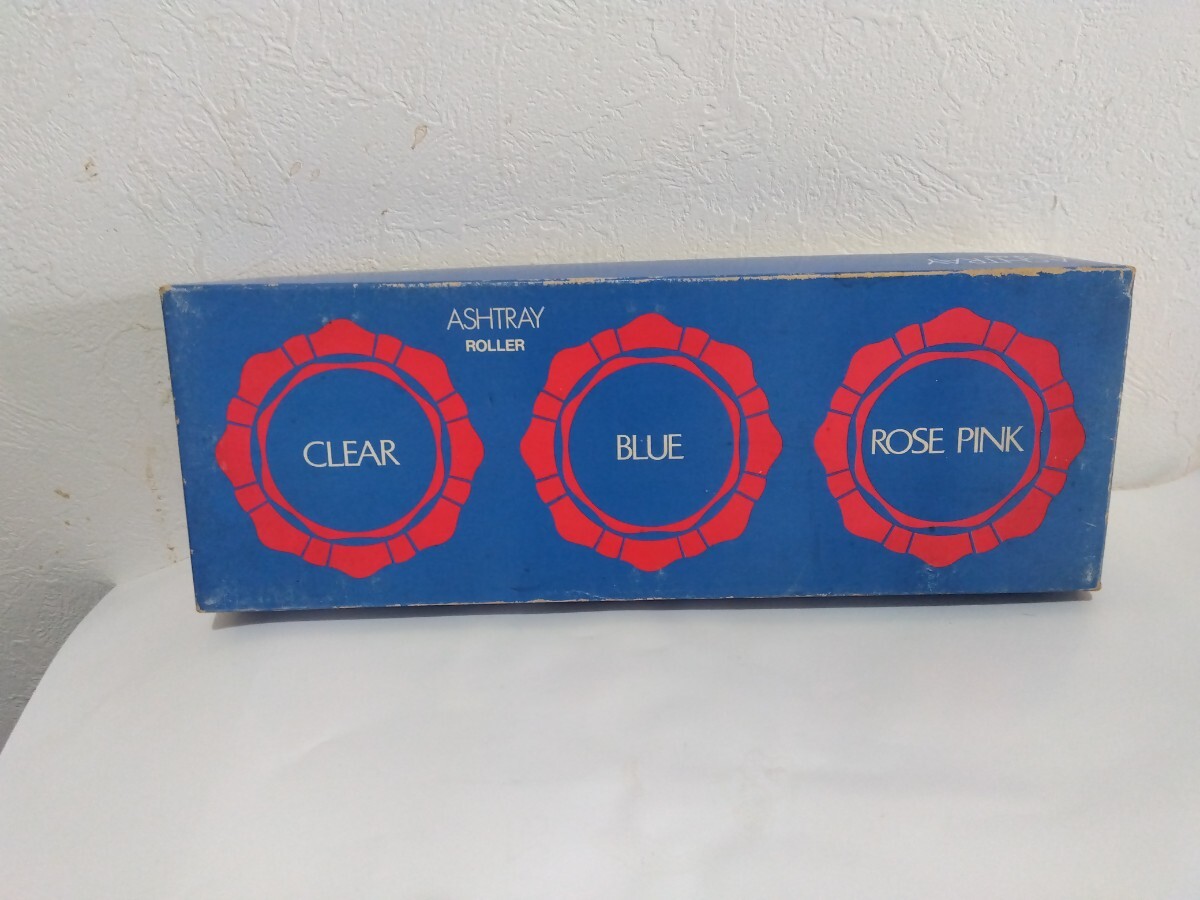 ASHTRAY
ROLLER
CLEAR
BLUE
ROSE PINK